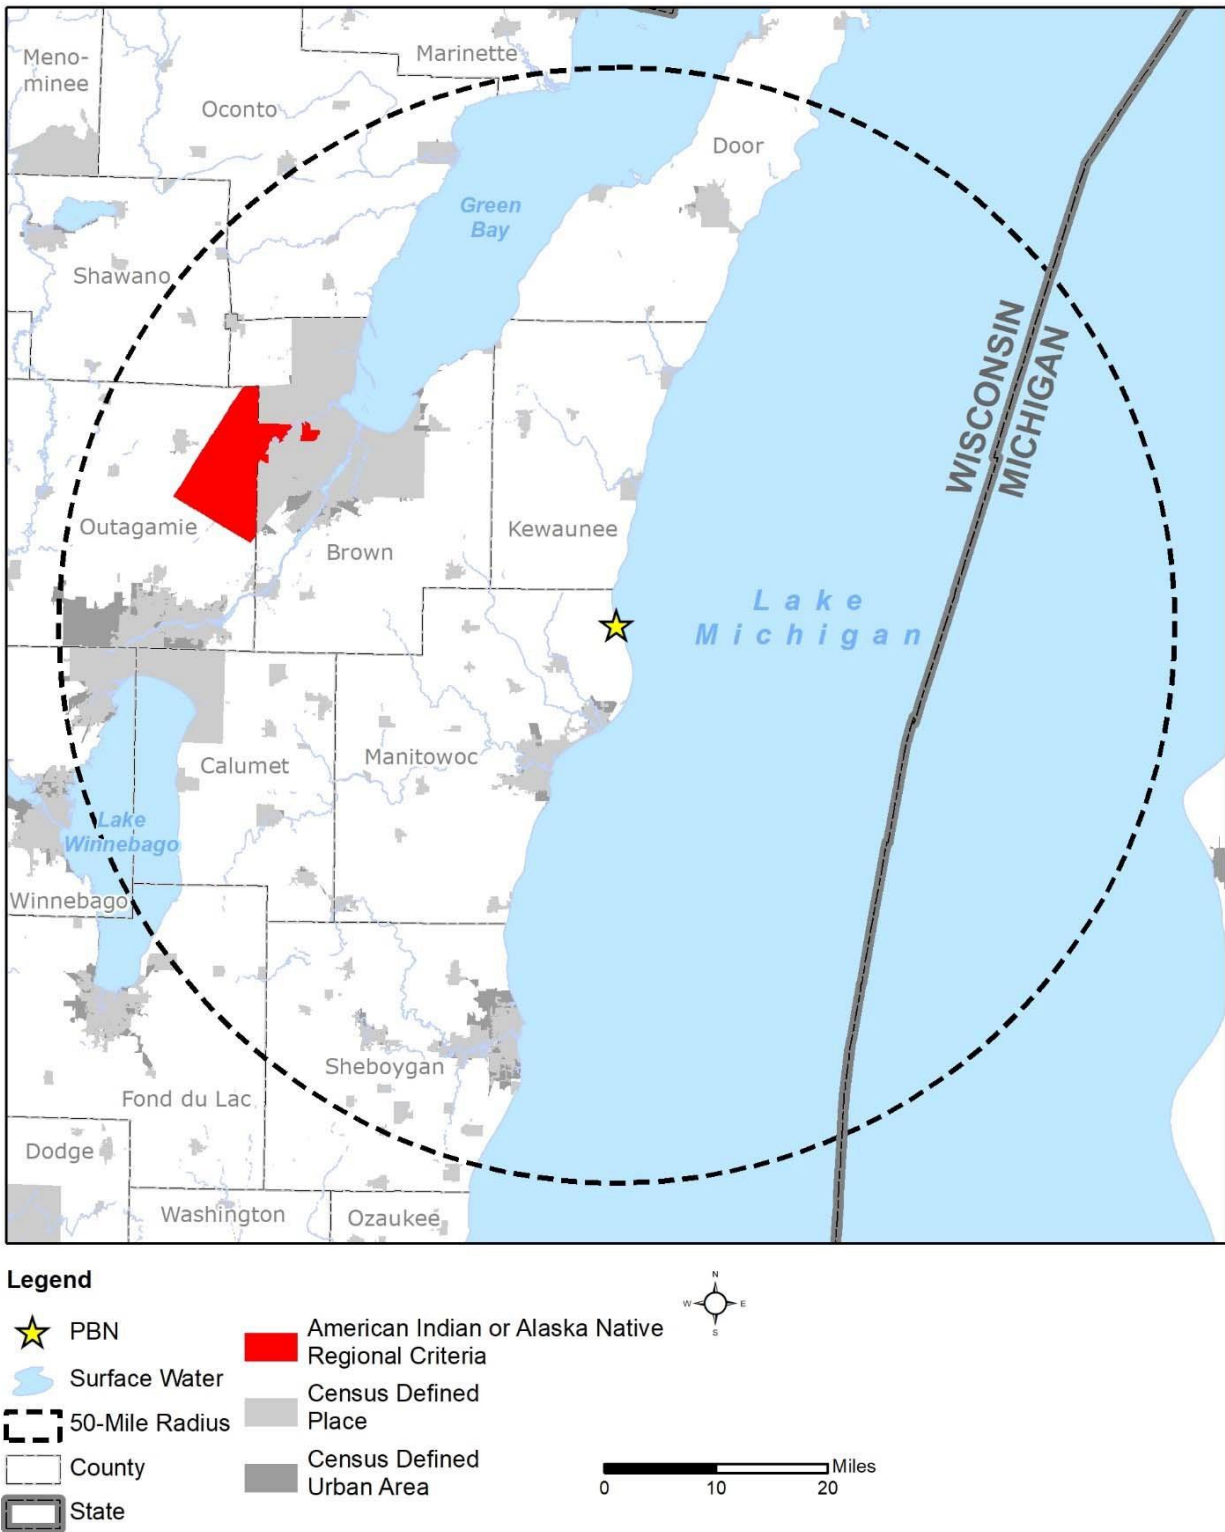 Meno-
minee
Marinette
Oconto
Door
Green
Bay
Shawano
WISCONSIN
MICHIGAN
Outagamie
Brown
Kewaunee
Lake
Michigan
Calumet
Manitowoc
Lake
Winnebago
Winnebago
Sheboygan
Fond du Lac
Dodge
Washington
Ozaukee
Legend
PBN
Surface Water
50-Mile Radius
County
State
American Indian or Alaska Native
Regional Criteria
Census Defined
Place
Census Defined
Urban Area
N
W
E
S
Miles
0
10
20